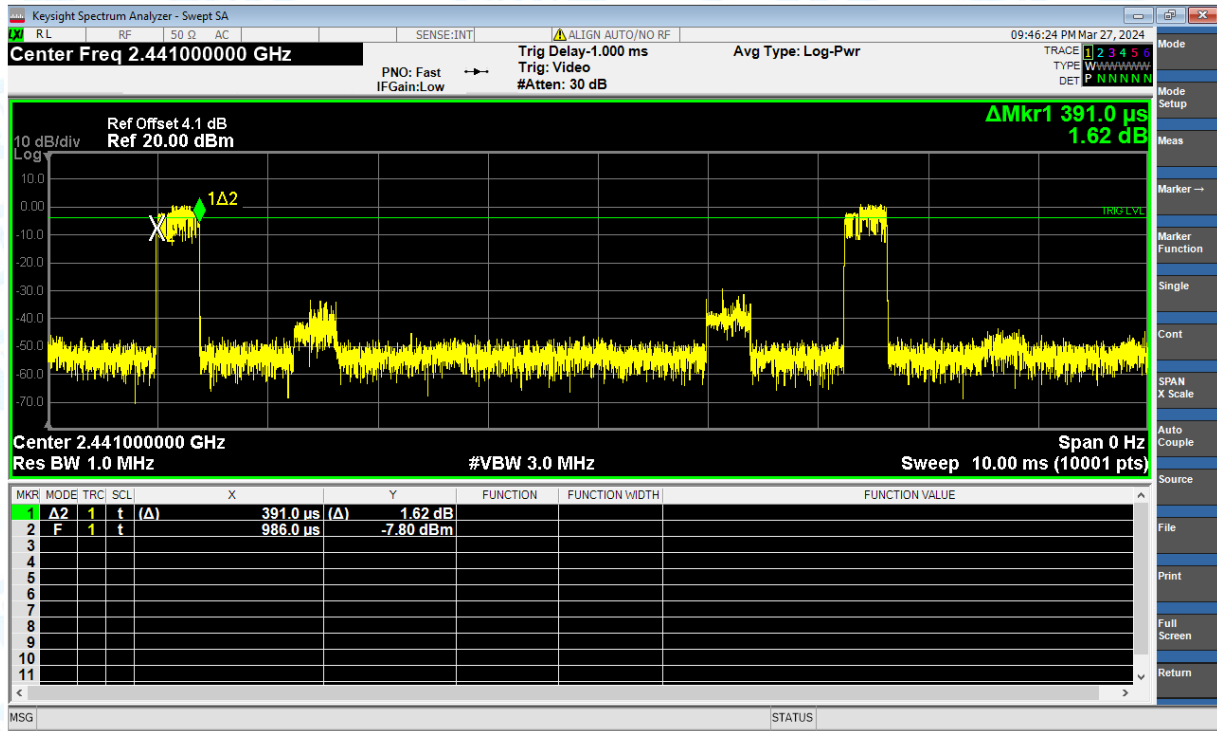 Keysight Spectrum Analyzer - Swept SA
LXI RL RF 50 Ω AC SENSE:INT ALIGN AUTO/NO RF 09:46:24 PM Mar 27, 2024
Center Freq 2.441000000 GHz
PNO: Fast
IFGain:Low
Trig Delay-1.000 ms
Trig: Video
#Atten: 30 dB
Avg Type: Log-Pwr
TRACE 1 2 3 4 5 6
TYPE WWWWWW
DET P N N N N N
ΔMkr1 391.0 µs
1.62 dB
Ref Offset 4.1 dB
10 dB/div Ref 20.00 dBm
Log
10.0
0.00
-10.0
-20.0
-30.0
-40.0
-50.0
-60.0
-70.0
1Δ2
TRIG LVL
Center 2.441000000 GHz Span 0 Hz
Res BW 1.0 MHz #VBW 3.0 MHz Sweep 10.00 ms (10001 pts)
MKR MODE TRC SCL X Y FUNCTION FUNCTION WIDTH FUNCTION VALUE
1 Δ2 1 t (Δ) 391.0 µs (Δ) 1.62 dB
2 F 1 t 986.0 µs -7.80 dBm
3
4
5
6
7
8
9
10
11
MSG STATUS
Mode
Mode
Setup
Meas
Marker →
Marker
Function
Single
Cont
SPAN
X Scale
Auto
Couple
Source
File
Print
Full
Screen
Return